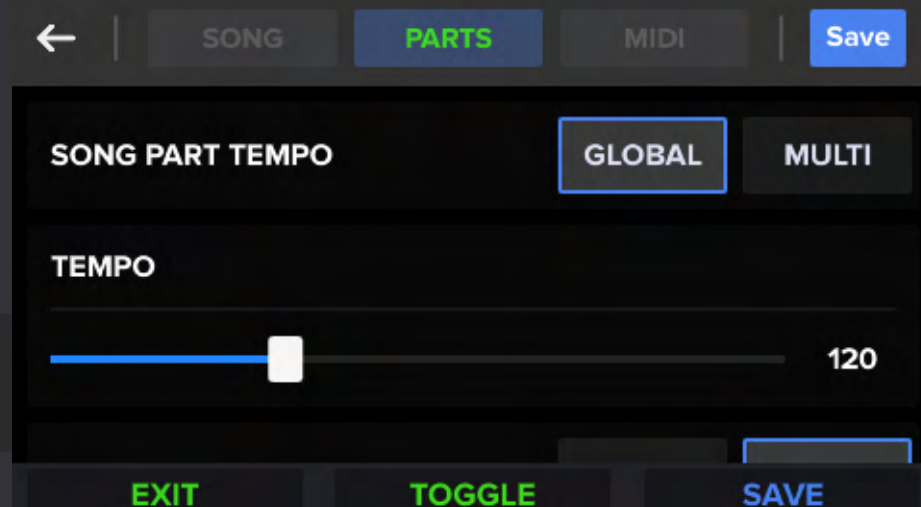 SONG PARTS MIDI Save
SONG PART TEMPO GLOBAL MULTI
TEMPO
120
EXIT TOGGLE SAVE